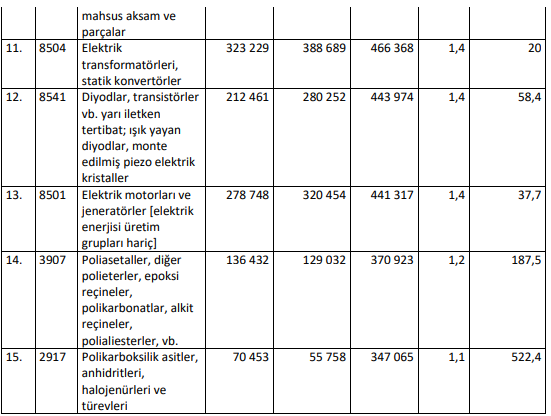 mahsus aksam ve
parçalar
11. 8504 Elektrik 323 229 388 689 466 368 1,4 20
transformatörleri,
statik konvertörler
12. 8541 Diyodlar, transistörler 212 461 280 252 443 974 1,4 58,4
vb. yarı iletken
tertibat; ışık yayan
diyodlar, monte
edilmiş piezo elektrik
kristaller
13. 8501 Elektrik motorları ve 278 748 320 454 441 317 1,4 37,7
jeneratörler [elektrik
enerjisi üretim
grupları hariç]
14. 3907 Poliasetaller, diğer 136 432 129 032 370 923 1,2 187,5
polieterler, epoksi
reçineler,
polikarbonatlar, alkit
reçineler,
polialiesterler, vb.
15. 2917 Polikarboksilik asitler, 70 453 55 758 347 065 1,1 522,4
anhidritleri,
halojenürleri ve
türevleri